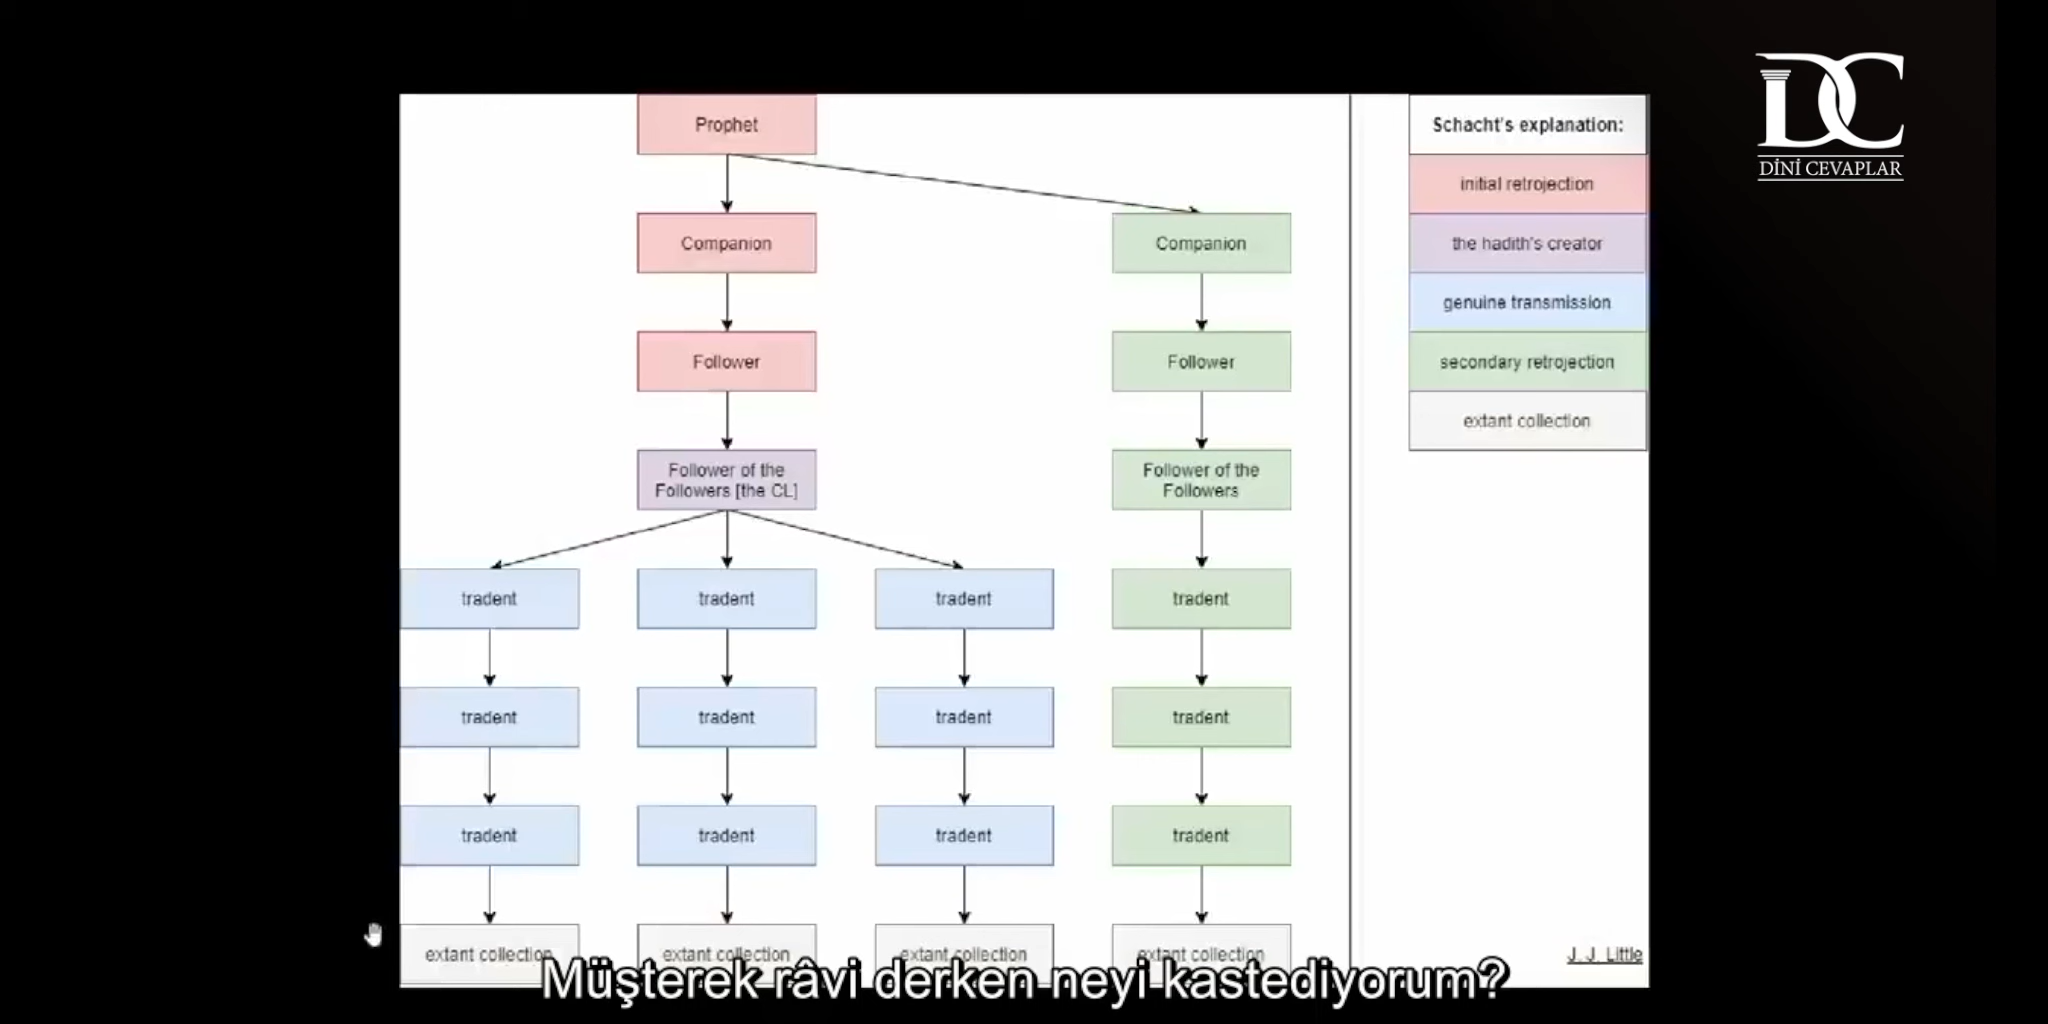 DC
DİNİ CEVAPLAR
Prophet
Companion
Companion
Follower
Follower
Follower of the
Followers [the CL]
Follower of the
Followers
tradent
tradent
tradent
tradent
tradent
tradent
tradent
tradent
tradent
tradent
tradent
tradent
extant collection
extant collection
extant collection
extant collection
Schacht's explanation:
initial retrojection
the hadith's creator
genuine transmission
secondary retrojection
extant collection
J. J. Little
Müşterek râvi derken neyi kastediyorum?